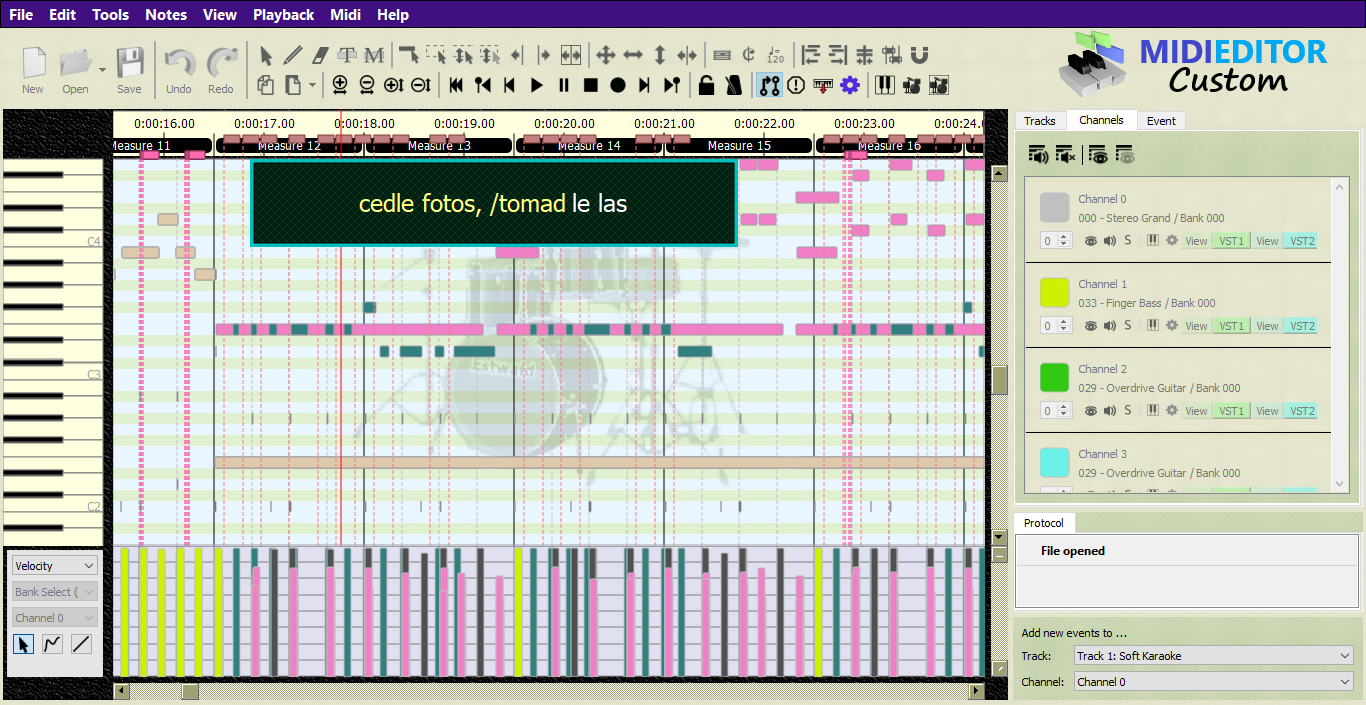 File Edit Tools Notes View Playback Midi Help
New Open Save Undo Redo
T M 120
MIDIEDITOR
Custom
0:00:16.00 0:00:17.00 0:00:18.00 0:00:19.00 0:00:20.00 0:00:21.00 0:00:22.00 0:00:23.00 0:00:24.
Measure 11 Measure 12 Measure 13 Measure 14 Measure 15 Measure 16
cedle fotos, /tomad le las
C4
C3
C2
Velocity
Bank Select (
Channel 0
Tracks Channels Event
Channel 0
000 - Stereo Grand / Bank 000
0 S View VST1 View VST2
Channel 1
033 - Finger Bass / Bank 000
0 S View VST1 View VST2
Channel 2
029 - Overdrive Guitar / Bank 000
0 S View VST1 View VST2
Channel 3
029 - Overdrive Guitar / Bank 000
Protocol
File opened
Add new events to ...
Track: Track 1: Soft Karaoke
Channel: Channel 0